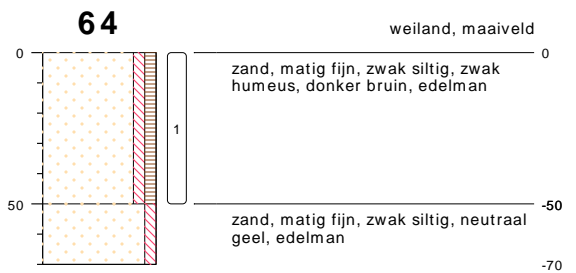 64
weiland, maaiveld
0
0
zand, matig fijn, zwak siltig, zwak
humeus, donker bruin, edelman
1
50
-50
zand, matig fijn, zwak siltig, neutraal
geel, edelman
-70